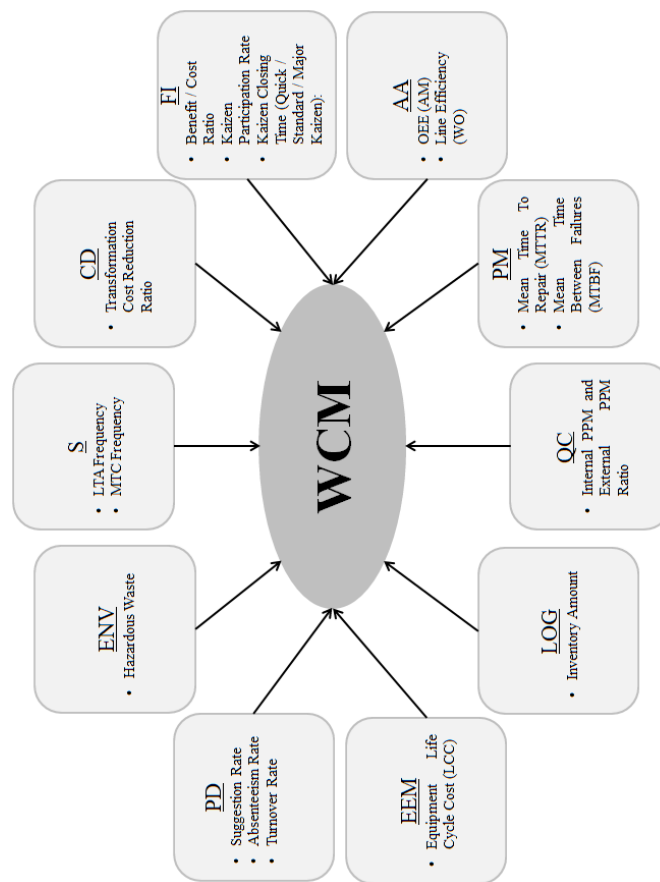 PD
• Suggestion Rate
• Absenteeism Rate
• Turnover Rate
ENV
• Hazardous Waste
S
• LTA Frequency
• MTC Frequency
CD
• Transformation
Cost Reduction
Ratio
FI
• Benefit / Cost
Ratio
• Kaizen
Participation Rate
• Kaizen Closing
Time (Quick /
Standard / Major
Kaizen):
WCM
EEM
• Equipment Life
Cycle Cost (LCC)
LOG
• Inventory Amount
QC
• Internal PPM and
External PPM
Ratio
PM
• Mean Time To
Repair (MTTR)
• Mean Time
Between Failures
(MTBF)
AA
• OEE (AM)
• Line Efficiency
(WO)